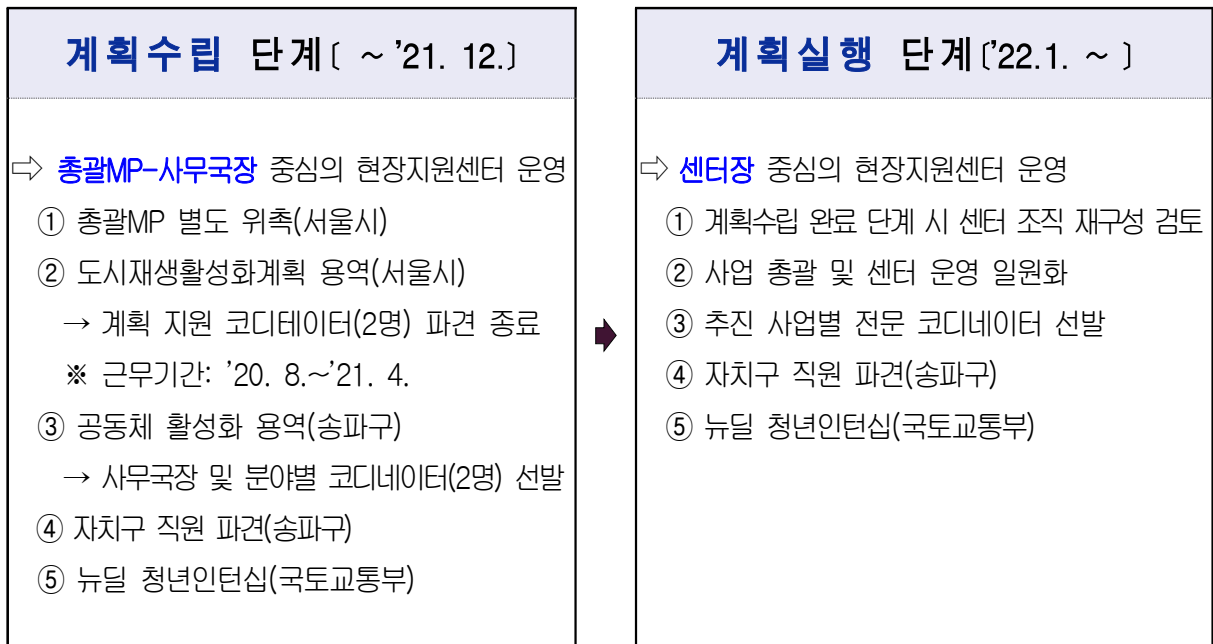 계획수립 단계〔 ~ ’21. 12.〕
⇨ 총괄MP-사무국장 중심의 현장지원센터 운영
① 총괄MP 별도 위촉(서울시)
② 도시재생활성화계획 용역(서울시)
→ 계획 지원 코디테이터(2명) 파견 종료
※ 근무기간: ’20. 8.~’21. 4.
③ 공동체 활성화 용역(송파구)
→ 사무국장 및 분야별 코디네이터(2명) 선발
④ 자치구 직원 파견(송파구)
⑤ 뉴딜 청년인턴십(국토교통부)
계획실행 단계〔’22.1. ~ 〕
⇨ 센터장 중심의 현장지원센터 운영
① 계획수립 완료 단계 시 센터 조직 재구성 검토
② 사업 총괄 및 센터 운영 일원화
③ 추진 사업별 전문 코디네이터 선발
④ 자치구 직원 파견(송파구)
⑤ 뉴딜 청년인턴십(국토교통부)